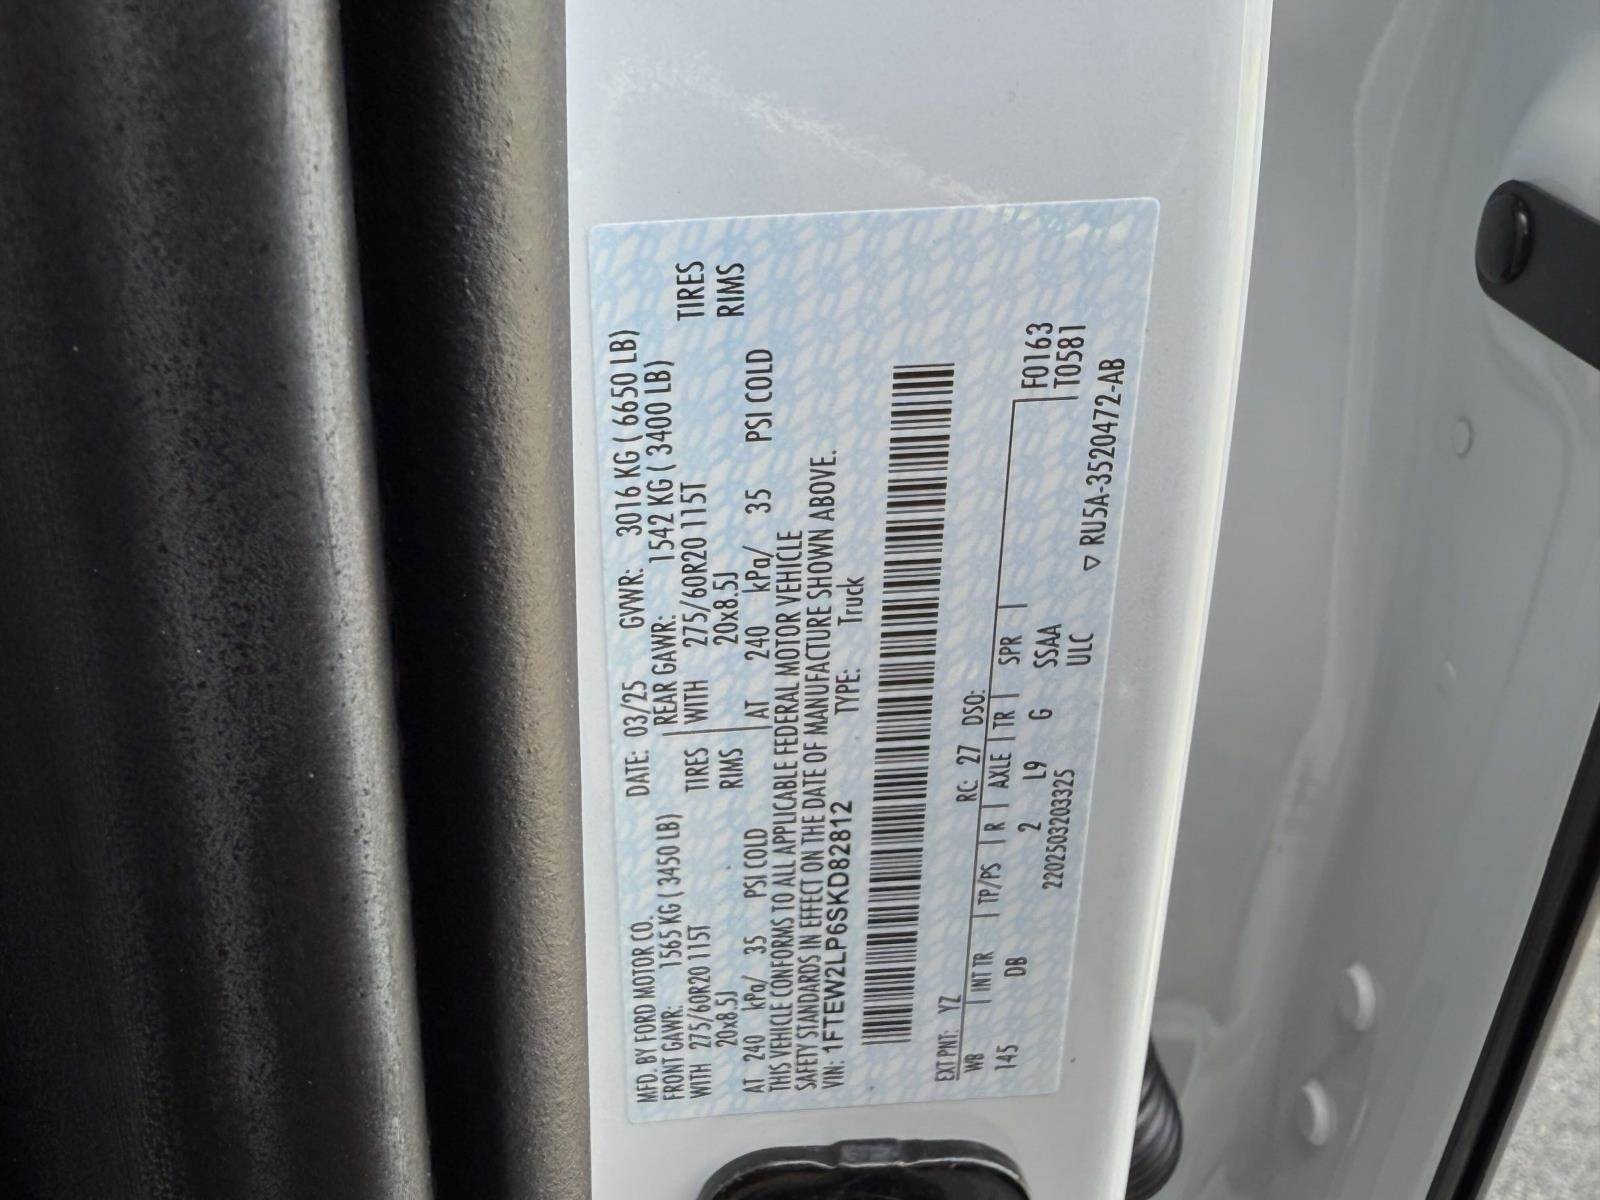 MFD. BY FORD MOTOR CO. DATE: 03/25 GVWR: 3016 KG ( 6650 LB)
FRONT GAWR: 1565 KG ( 3450 LB) REAR GAWR: 1542 KG ( 3400 LB)
WITH 275/60R20 115T TIRES WITH 275/60R20 115T TIRES
20x8.5J RIMS 20x8.5J RIMS
AT 240 kPa/ 35 PSI COLD AT 240 kPa/ 35 PSI COLD
THIS VEHICLE CONFORMS TO ALL APPLICABLE FEDERAL MOTOR VEHICLE
SAFETY STANDARDS IN EFFECT ON THE DATE OF MANUFACTURE SHOWN ABOVE.
VIN: 1FTEW2LP6SKD82812 TYPE: Truck
EXT PNT: YZ RC: 27 DSO:
WB INT TR TP/PS R AXLE TR SPR F0163
145 DB 2 L9 G SSAA T0581
2202503203325 ULC ▽ RU5A-3520472-AB